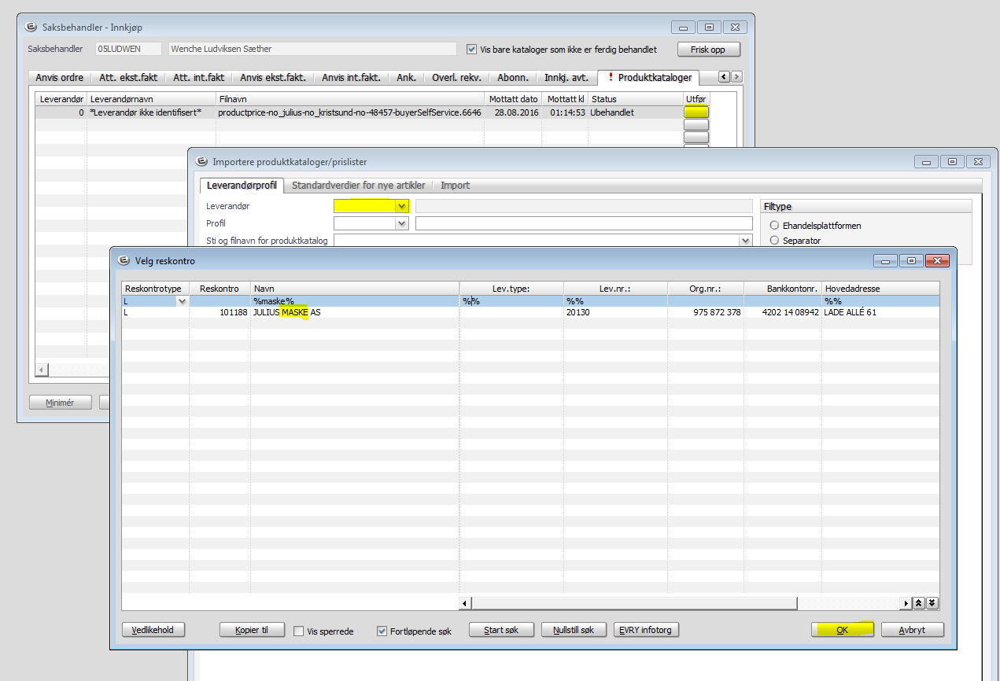 Saksbehandler - Innkjøp
Saksbehandler 05LUDWEN Wenche Ludviksen Sæther Vis bare kataloger som ikke er ferdig behandlet Frisk opp
Anvis ordre Att. ekst.fakt Att. int.fakt Anvis ekst.fakt. Anvis int.fakt. Ank. Overl. rekv. Abonn. Innkj. avt. ! Produktkataloger
Leverandør Leverandørnavn Filnavn Mottatt dato Mottatt kl Status Utfør
0 *Leverandør ikke identifisert* productprice-no_julius-no_kristsund-no-48457-buyerSelfService.6646 28.08.2016 01:14:53 Ubehandlet
Minimér
Importere produktkataloger/prislister
Leverandørprofil Standardverdier for nye artikler Import
Leverandør
Profil
Sti og filnavn for produktkatalog
Filtype
Ehandelsplattformen
Separator
Velg reskontro
Reskontrotype Reskontro Navn Lev.type: Lev.nr.: Org.nr.: Bankkontonr. Hovedadresse
L %maske% %% %% %%
L 101188 JULIUS MASKE AS 20130 975 872 378 4202 14 08942 LADE ALLÉ 61
Vedlikehold Kopier til Vis sperrede Fortløpende søk Start søk Nullstill søk EVRY infotorg OK Avbryt